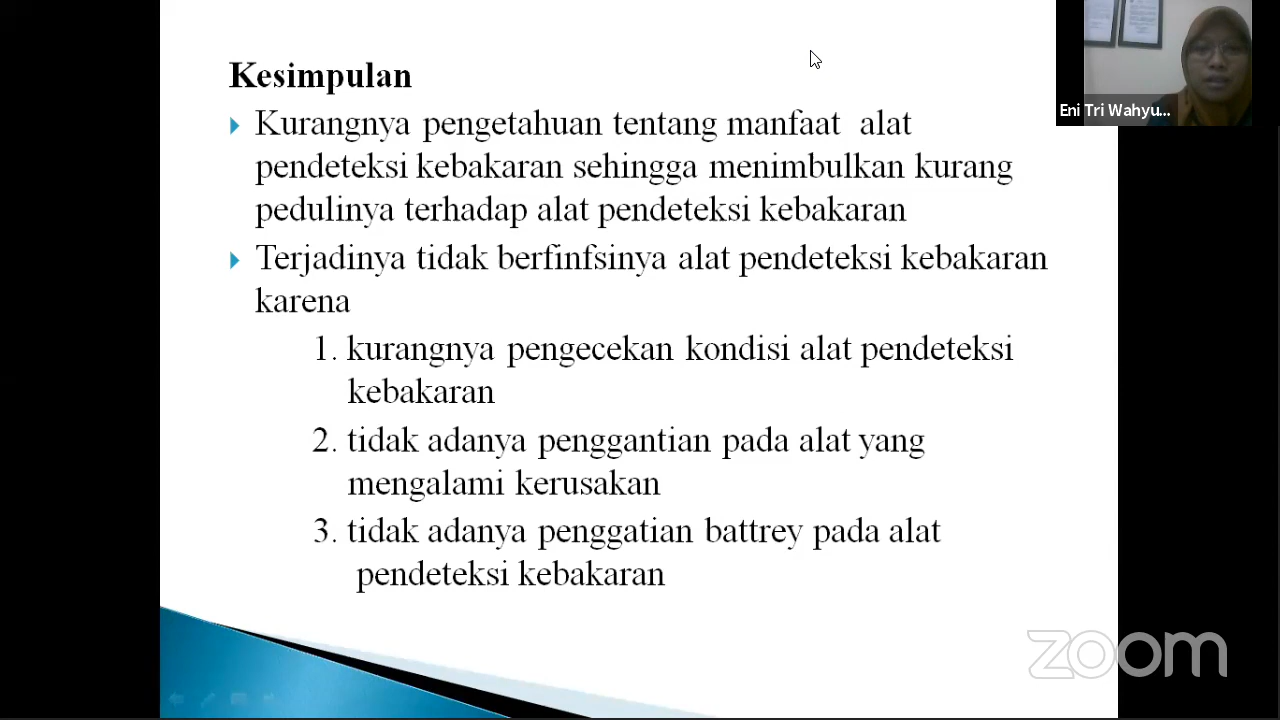 Kesimpulan
Kurangnya pengetahuan tentang manfaat alat
pendeteksi kebakaran sehingga menimbulkan kurang
pedulinya terhadap alat pendeteksi kebakaran
Terjadinya tidak berfinfsinya alat pendeteksi kebakaran
karena
1. kurangnya pengecekan kondisi alat pendeteksi
kebakaran
2. tidak adanya penggantian pada alat yang
mengalami kerusakan
3. tidak adanya penggatian battrey pada alat
pendeteksi kebakaran
Eni Tri Wahyu...
zoom